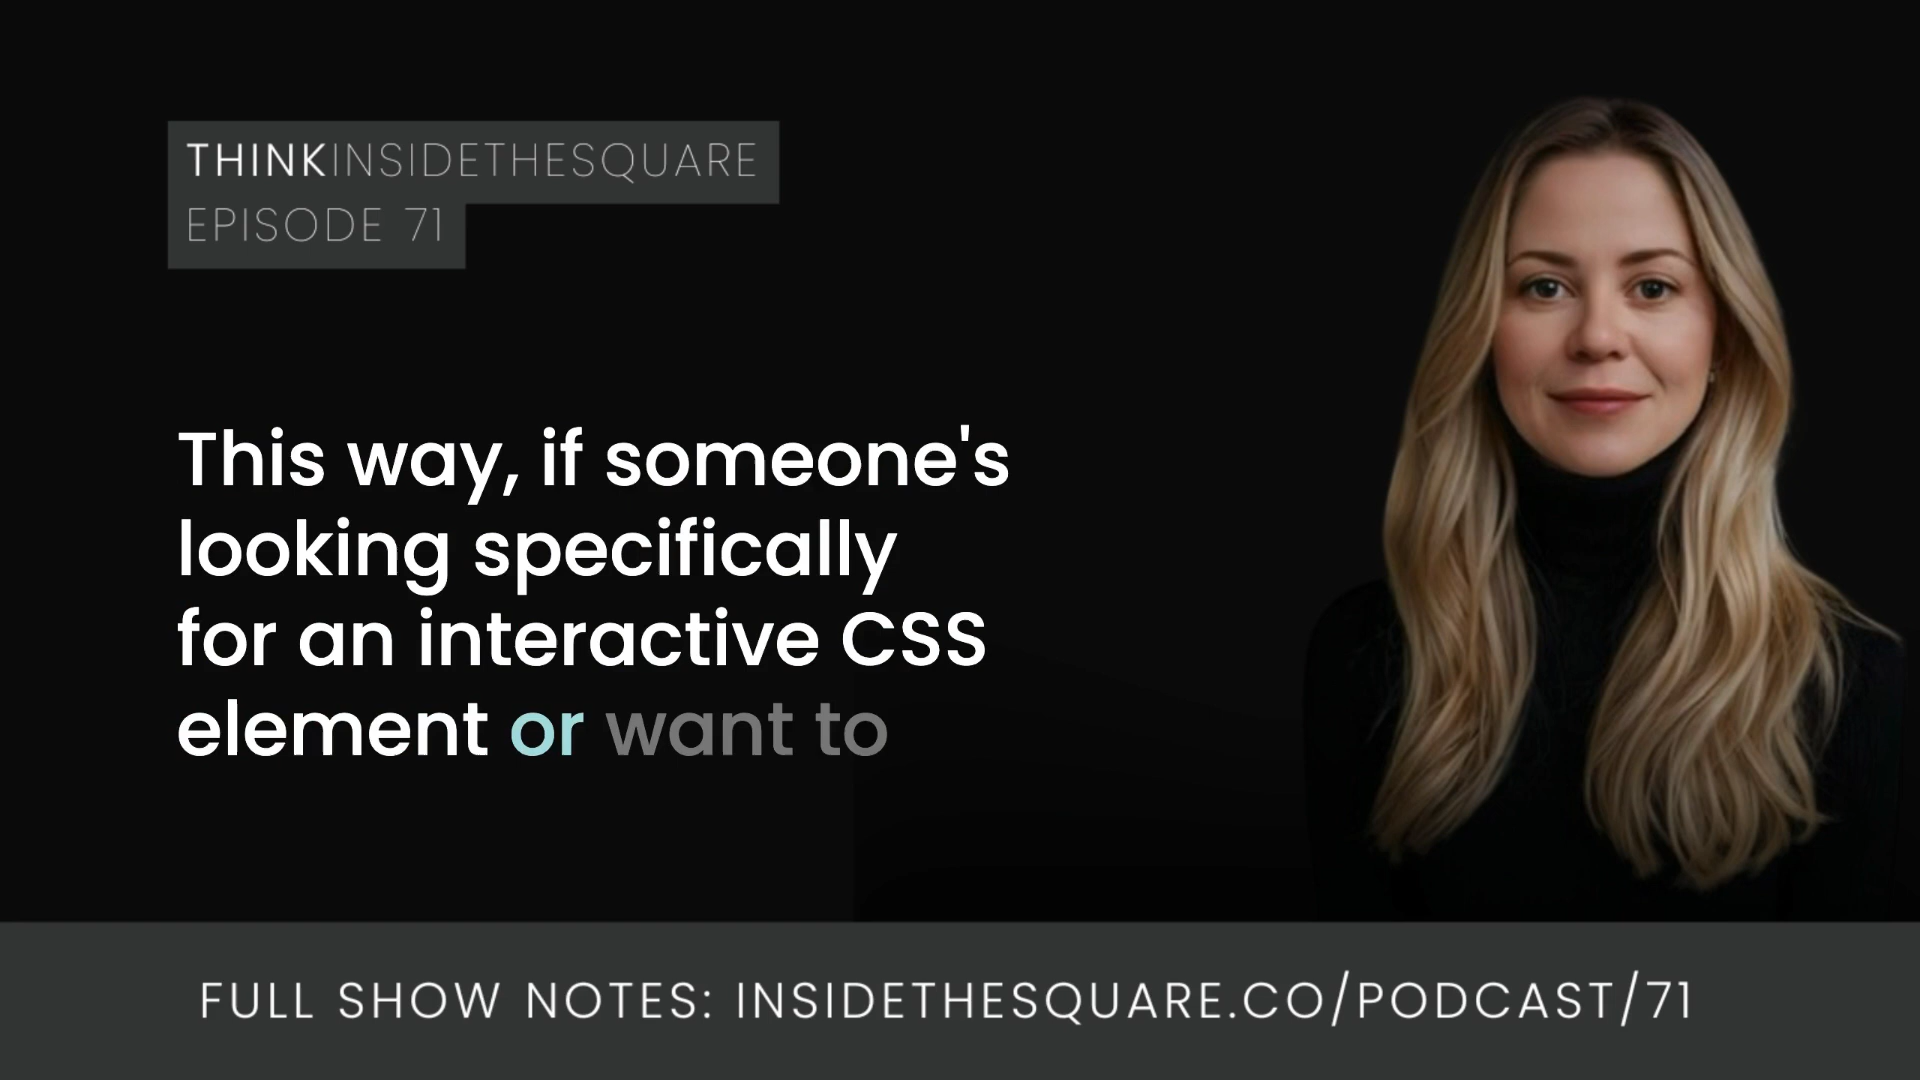 THINKINSIDETHESQUARE
EPISODE 71
This way, if someone's
looking specifically
for an interactive CSS
element or want to
FULL SHOW NOTES: INSIDETHESQUARE.CO/PODCAST/71